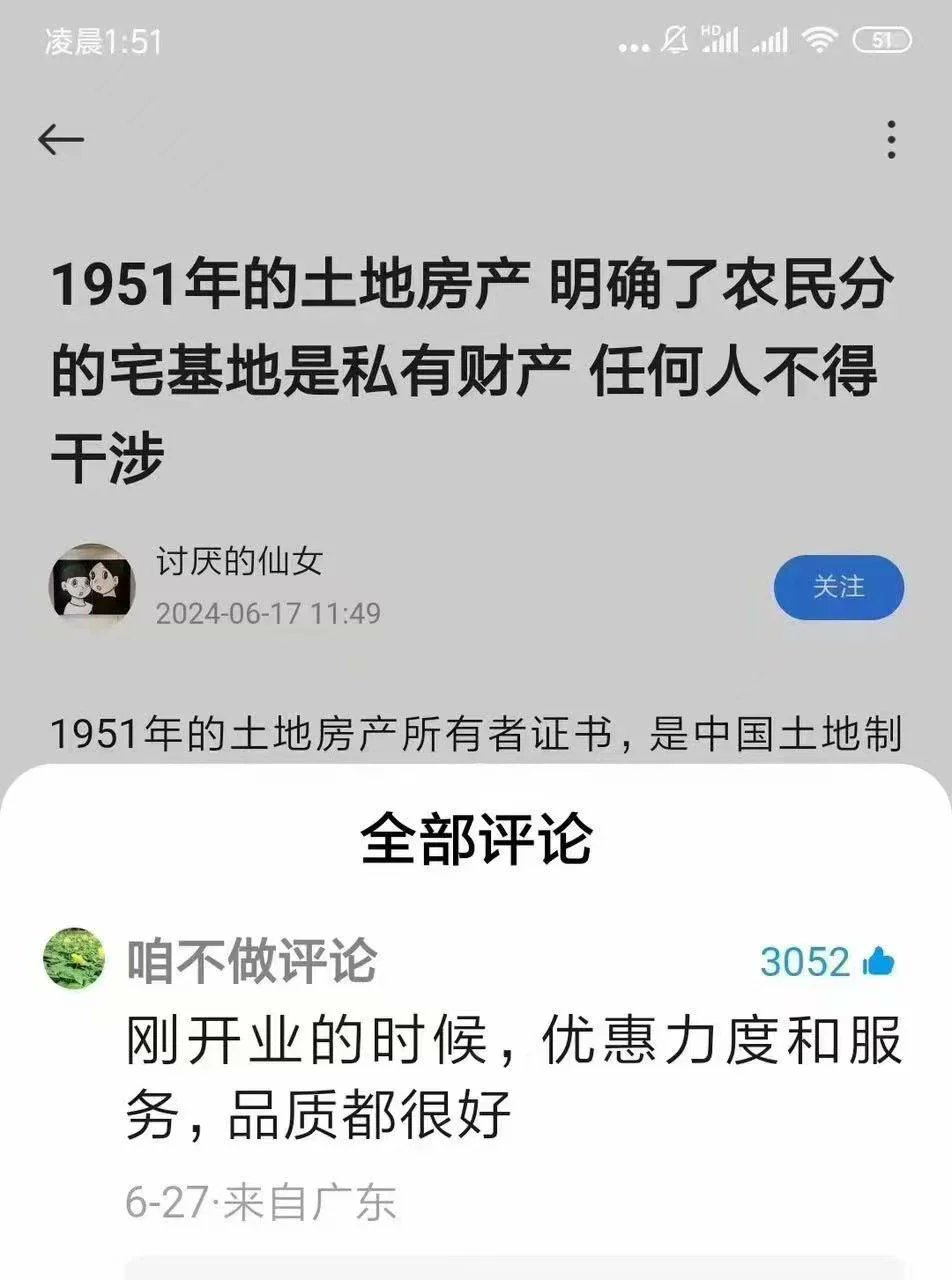 凌晨1:51
HD
51
1951年的土地房产 明确了农民分
的宅基地是私有财产 任何人不得
干涉
讨厌的仙女
2024-06-17 11:49
关注
1951年的土地房产所有者证书，是中国土地制
全部评论
咱不做评论
3052
刚开业的时候，优惠力度和服
务，品质都很好
6-27·来自广东